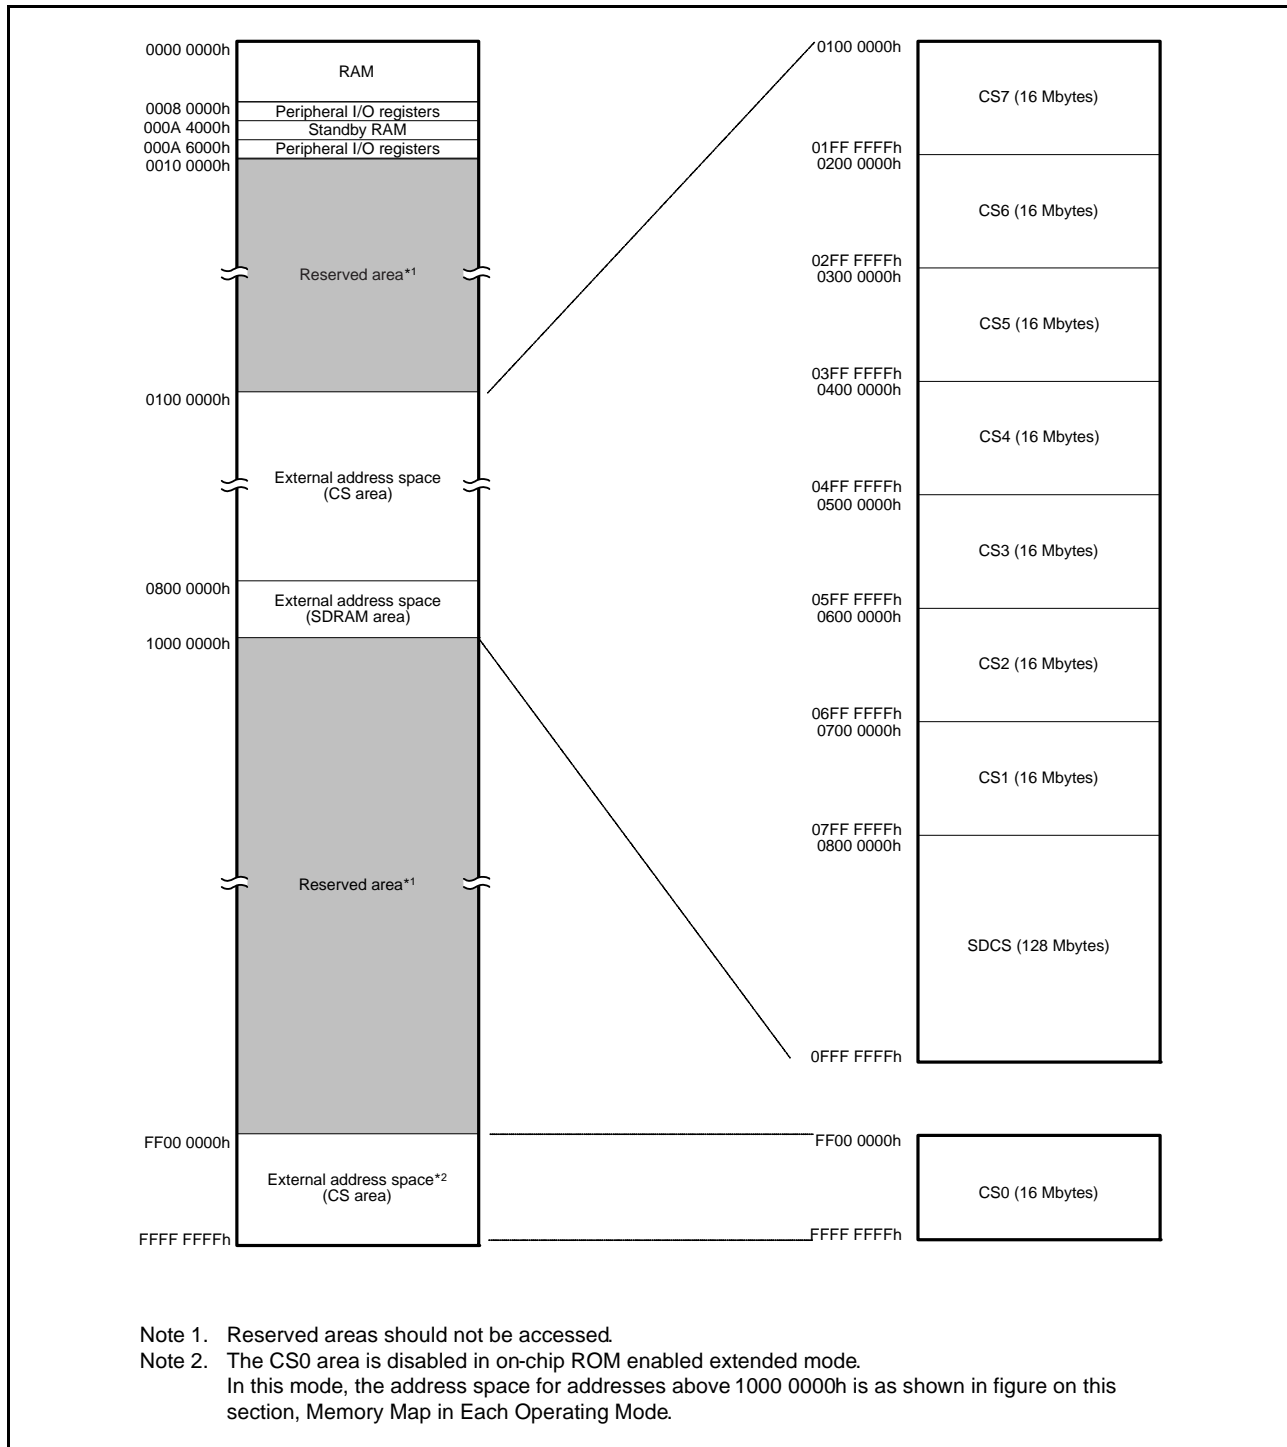 0000 0000h
RAM
0008 0000h
Peripheral I/O registers
000A 4000h
Standby RAM
000A 6000h
Peripheral I/O registers
0010 0000h
Reserved area*1
0100 0000h
External address space
(CS area)
0800 0000h
External address space
(SDRAM area)
1000 0000h
Reserved area*1
FF00 0000h
External address space*2
(CS area)
FFFF FFFFh
0100 0000h
CS7 (16 Mbytes)
01FF FFFFh
0200 0000h
CS6 (16 Mbytes)
02FF FFFFh
0300 0000h
CS5 (16 Mbytes)
03FF FFFFh
0400 0000h
CS4 (16 Mbytes)
04FF FFFFh
0500 0000h
CS3 (16 Mbytes)
05FF FFFFh
0600 0000h
CS2 (16 Mbytes)
06FF FFFFh
0700 0000h
CS1 (16 Mbytes)
07FF FFFFh
0800 0000h
SDCS (128 Mbytes)
0FFF FFFFh
FF00 0000h
CS0 (16 Mbytes)
FFFF FFFFh
Note 1. Reserved areas should not be accessed.
Note 2. The CS0 area is disabled in on-chip ROM enabled extended mode.
In this mode, the address space for addresses above 1000 0000h is as shown in figure on this
section, Memory Map in Each Operating Mode.